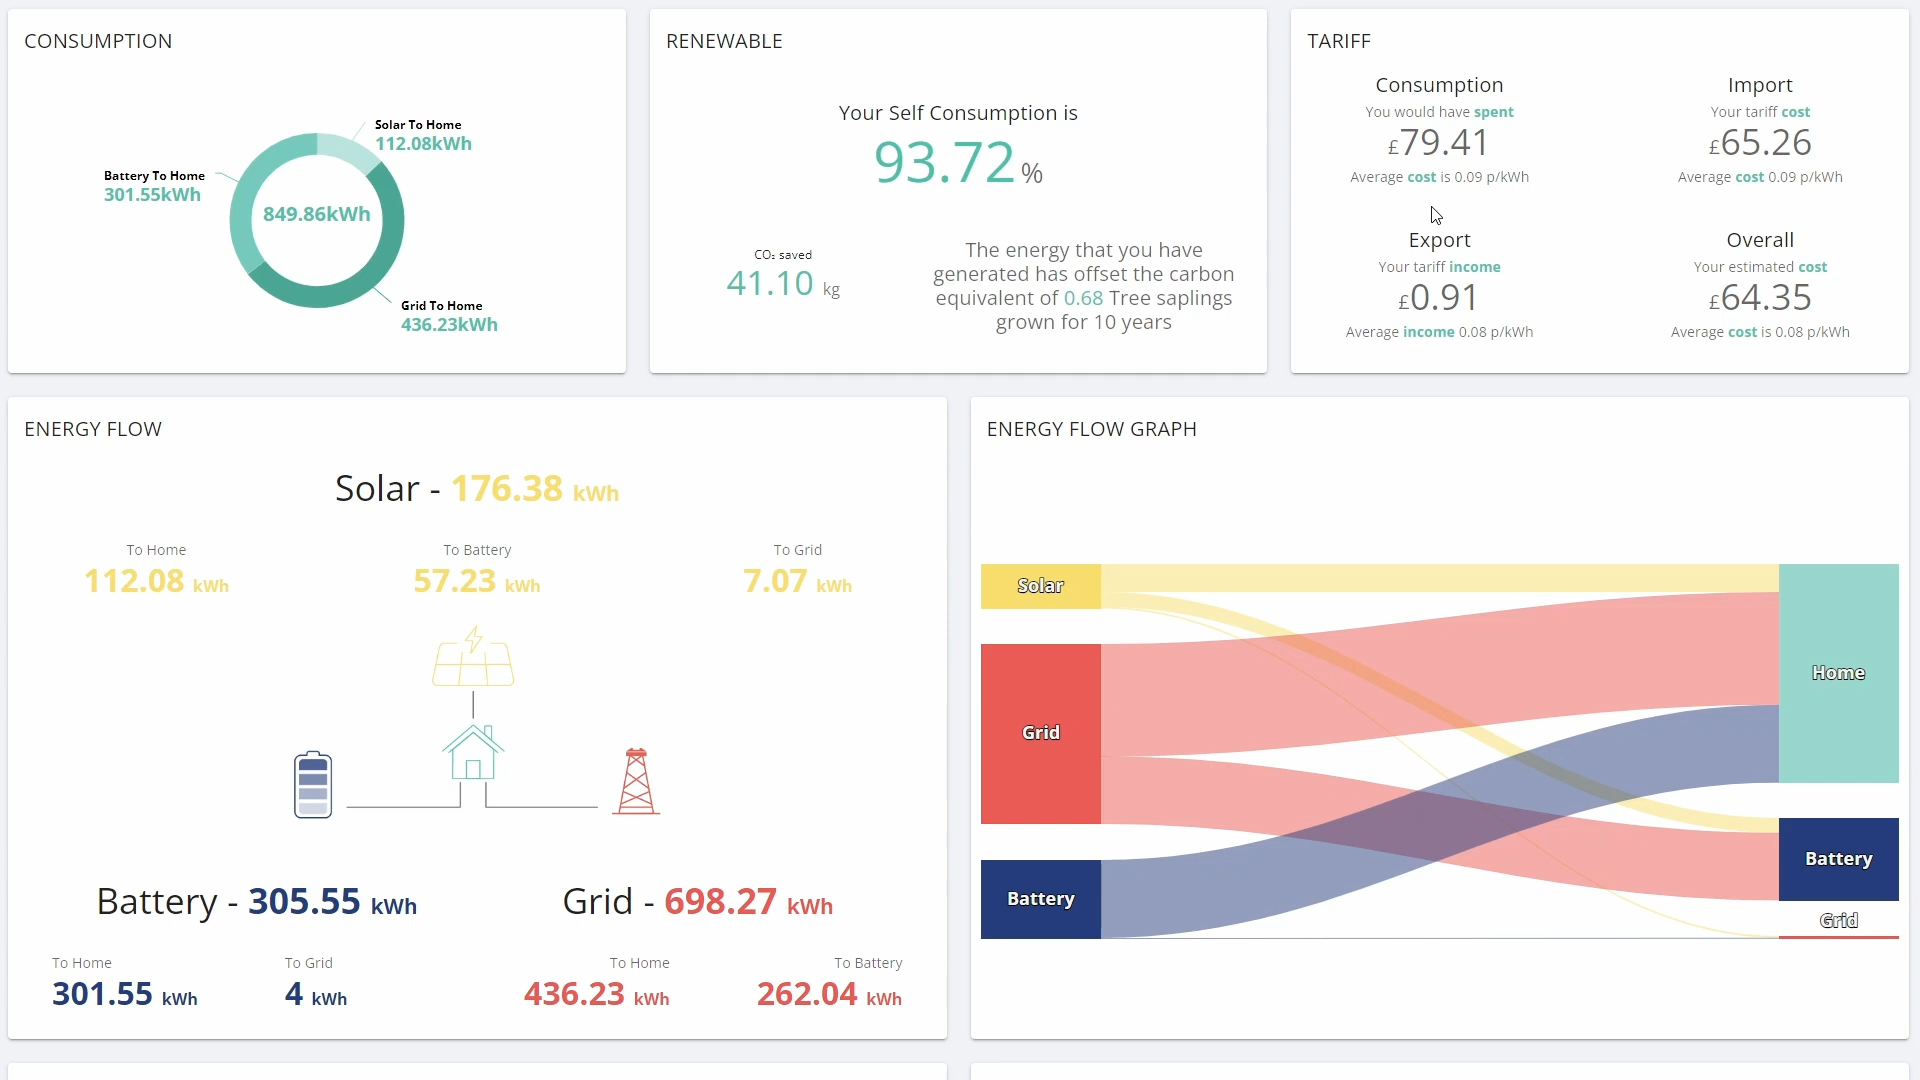 CONSUMPTION
Solar To Home
112.08kWh
Battery To Home
301.55kWh
849.86kWh
Grid To Home
436.23kWh
RENEWABLE
Your Self Consumption is
93.72 %
CO₂ saved
41.10 kg
The energy that you have
generated has offset the carbon
equivalent of 0.68 Tree saplings
grown for 10 years
TARIFF
Consumption
You would have spent
£79.41
Average cost is 0.09 p/kWh
Import
Your tariff cost
£65.26
Average cost 0.09 p/kWh
Export
Your tariff income
£0.91
Average income 0.08 p/kWh
Overall
Your estimated cost
£64.35
Average cost is 0.08 p/kWh
ENERGY FLOW
Solar - 176.38 kWh
To Home
112.08 kWh
To Battery
57.23 kWh
To Grid
7.07 kWh
Battery - 305.55 kWh
To Home
301.55 kWh
To Grid
4 kWh
Grid - 698.27 kWh
To Home
436.23 kWh
To Battery
262.04 kWh
ENERGY FLOW GRAPH
Solar
Grid
Battery
Home
Battery
Grid